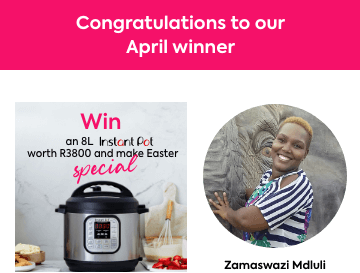 Congratulations to our
April winner
Win
an 8L Instant Pot
worth R3800 and make Easter
special
Zamaswazi Mdluli